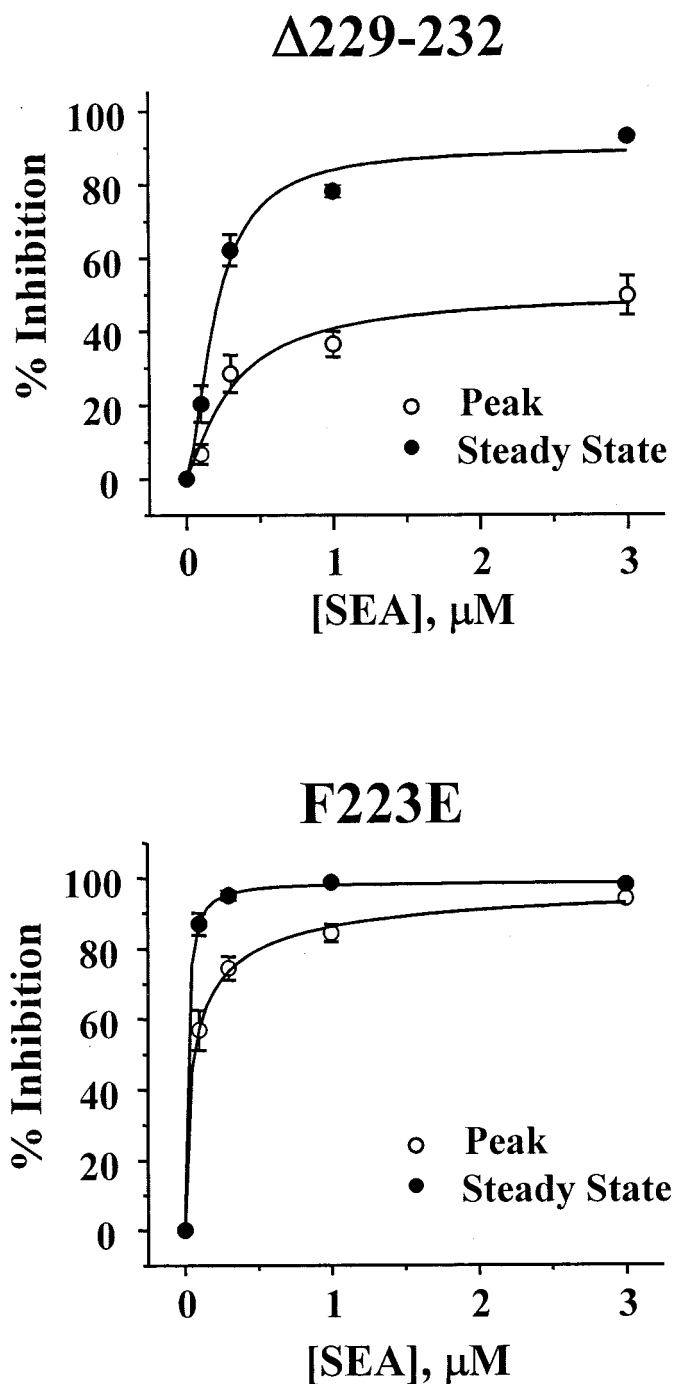 Δ229-232
% Inhibition
100
80
60
40
20
0
Peak
Steady State
0 1 2 3
[SEA], μM
F223E
% Inhibition
100
80
60
40
20
0
Peak
Steady State
0 1 2 3
[SEA], μM